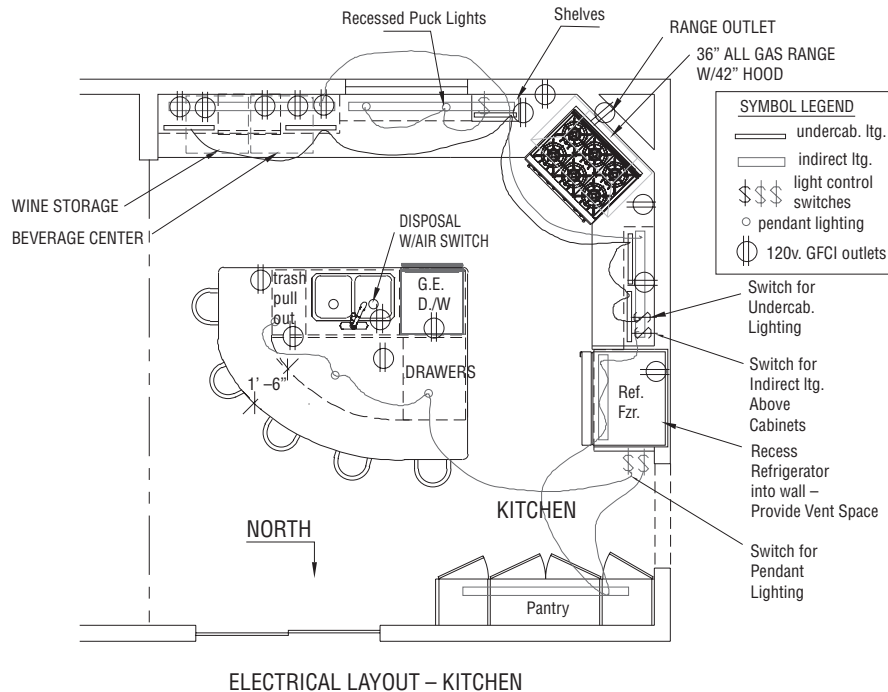 Recessed Puck Lights
Shelves
RANGE OUTLET
36” ALL GAS RANGE
W/42” HOOD
SYMBOL LEGEND
undercab. ltg.
indirect ltg.
light control
switches
pendant lighting
120v. GFCI outlets
WINE STORAGE
BEVERAGE CENTER
DISPOSAL
W/AIR SWITCH
trash
pull
out
G.E.
D./W
DRAWERS
1’ –6”
Switch for
Undercab.
Lighting
Switch for
Indirect ltg.
Above
Cabinets
Ref.
Fzr.
Recess
Refrigerator
into wall –
Provide Vent Space
KITCHEN
NORTH
Switch for
Pendant
Lighting
Pantry
ELECTRICAL LAYOUT – KITCHEN